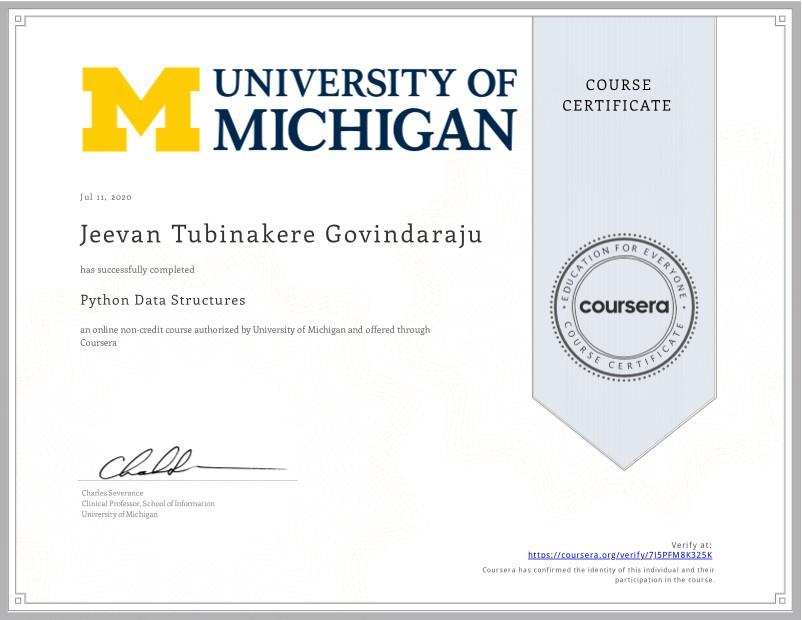 UNIVERSITY OF
MICHIGAN
COURSE
CERTIFICATE
Jul 11, 2020
Jeevan Tubinakere Govindaraju
has successfully completed
Python Data Structures
an online non-credit course authorized by University of Michigan and offered through
Coursera
EDUCATION FOR EVERYONE
coursera
COURSE CERTIFICATE
Charles Severance
Clinical Professor, School of Information
University of Michigan
Verify at:
https://coursera.org/verify/7J5PFM8K325K
Coursera has confirmed the identity of this individual and their
participation in the course.